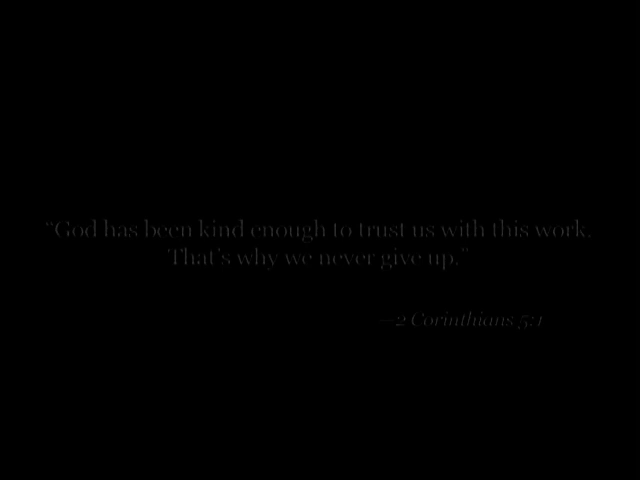 “God has been kind enough to trust us with this work.
That’s why we never give up.”
—2 Corinthians 5:1